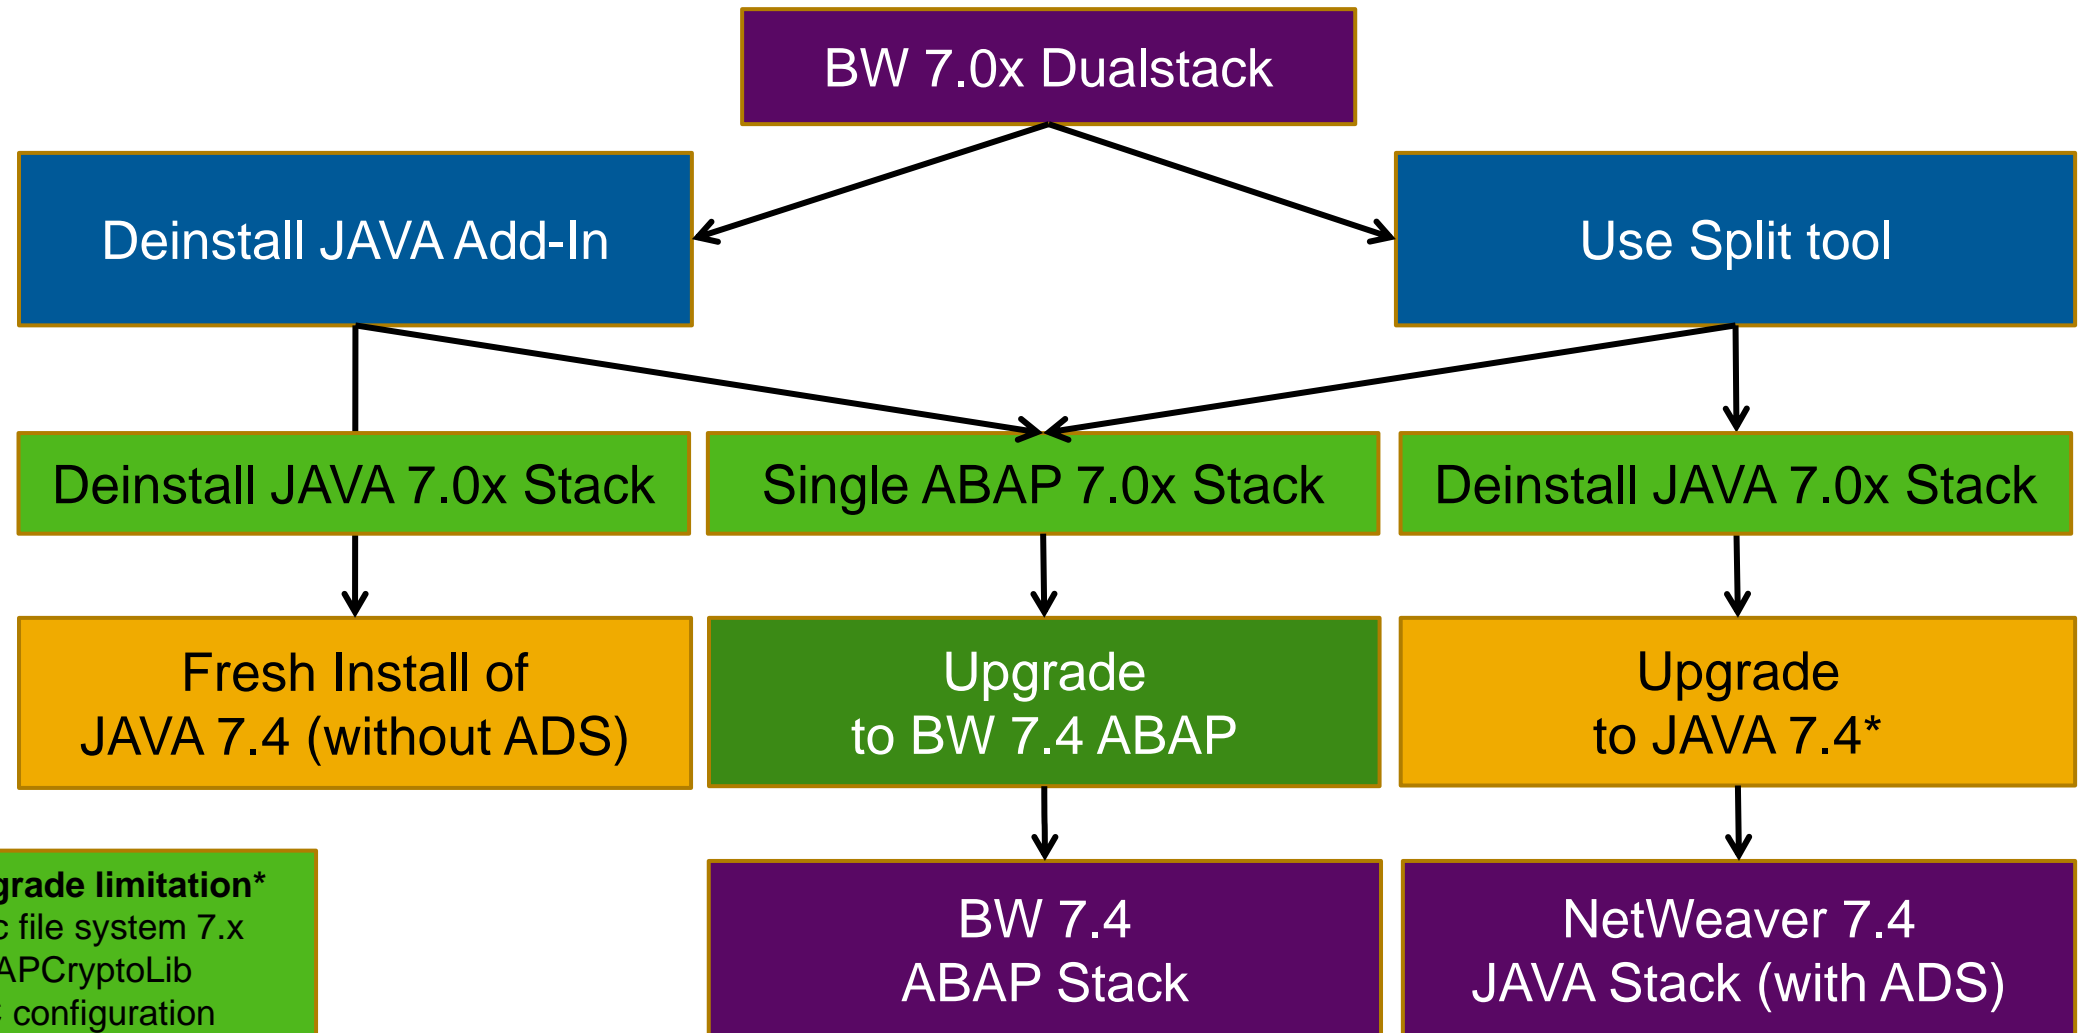 BW 7.0x Dualstack
Deinstall JAVA Add-In
Use Split tool
Deinstall JAVA 7.0x Stack
Single ABAP 7.0x Stack
Deinstall JAVA 7.0x Stack
Fresh Install of
JAVA 7.4 (without ADS)
Upgrade
to BW 7.4 ABAP
Upgrade
to JAVA 7.4*
limitation*
file system 7.x
configuration
BW 7.4
ABAP Stack
NetWeaver 7.4
JAVA Stack (with ADS)